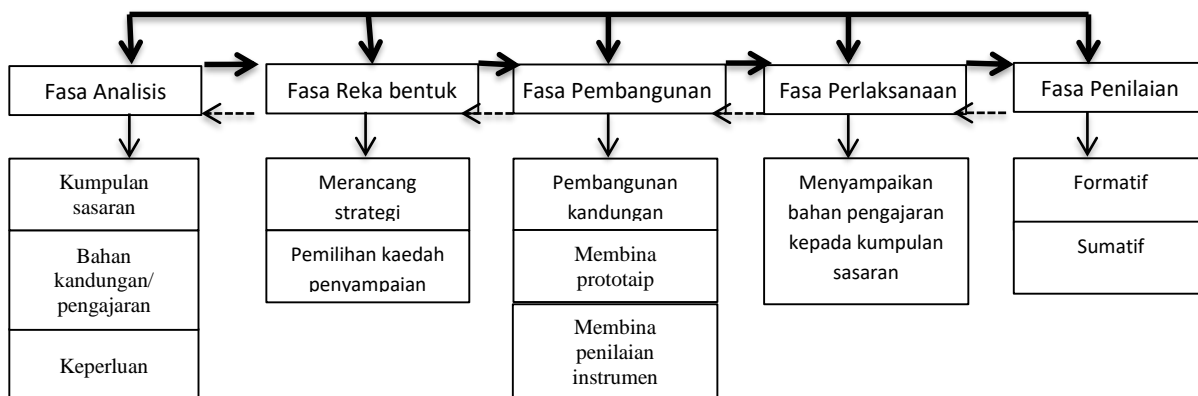 Fasa Analisis
Fasa Reka bentuk
Fasa Pembangunan
Fasa Perlaksanaan
Fasa Penilaian
Kumpulan
sasaran
Bahan
kandungan/
pengajaran
Keperluan
Merancang
strategi
Pemilihan kaedah
penyampaian
Pembangunan
kandungan
Membina
prototaip
Membina
penilaian
instrumen
Menyampaikan
bahan pengajaran
kepada kumpulan
sasaran
Formatif
Sumatif